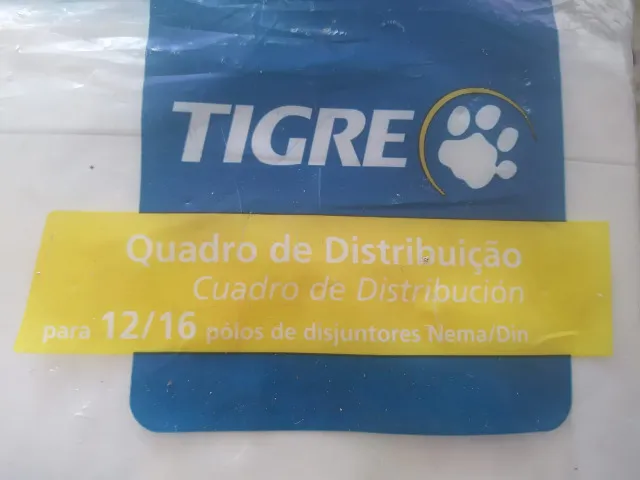 TIGRE
Quadro de Distribuição
Cuadro de Distribución
para 12/16 pólos de disjuntores Nema/Din